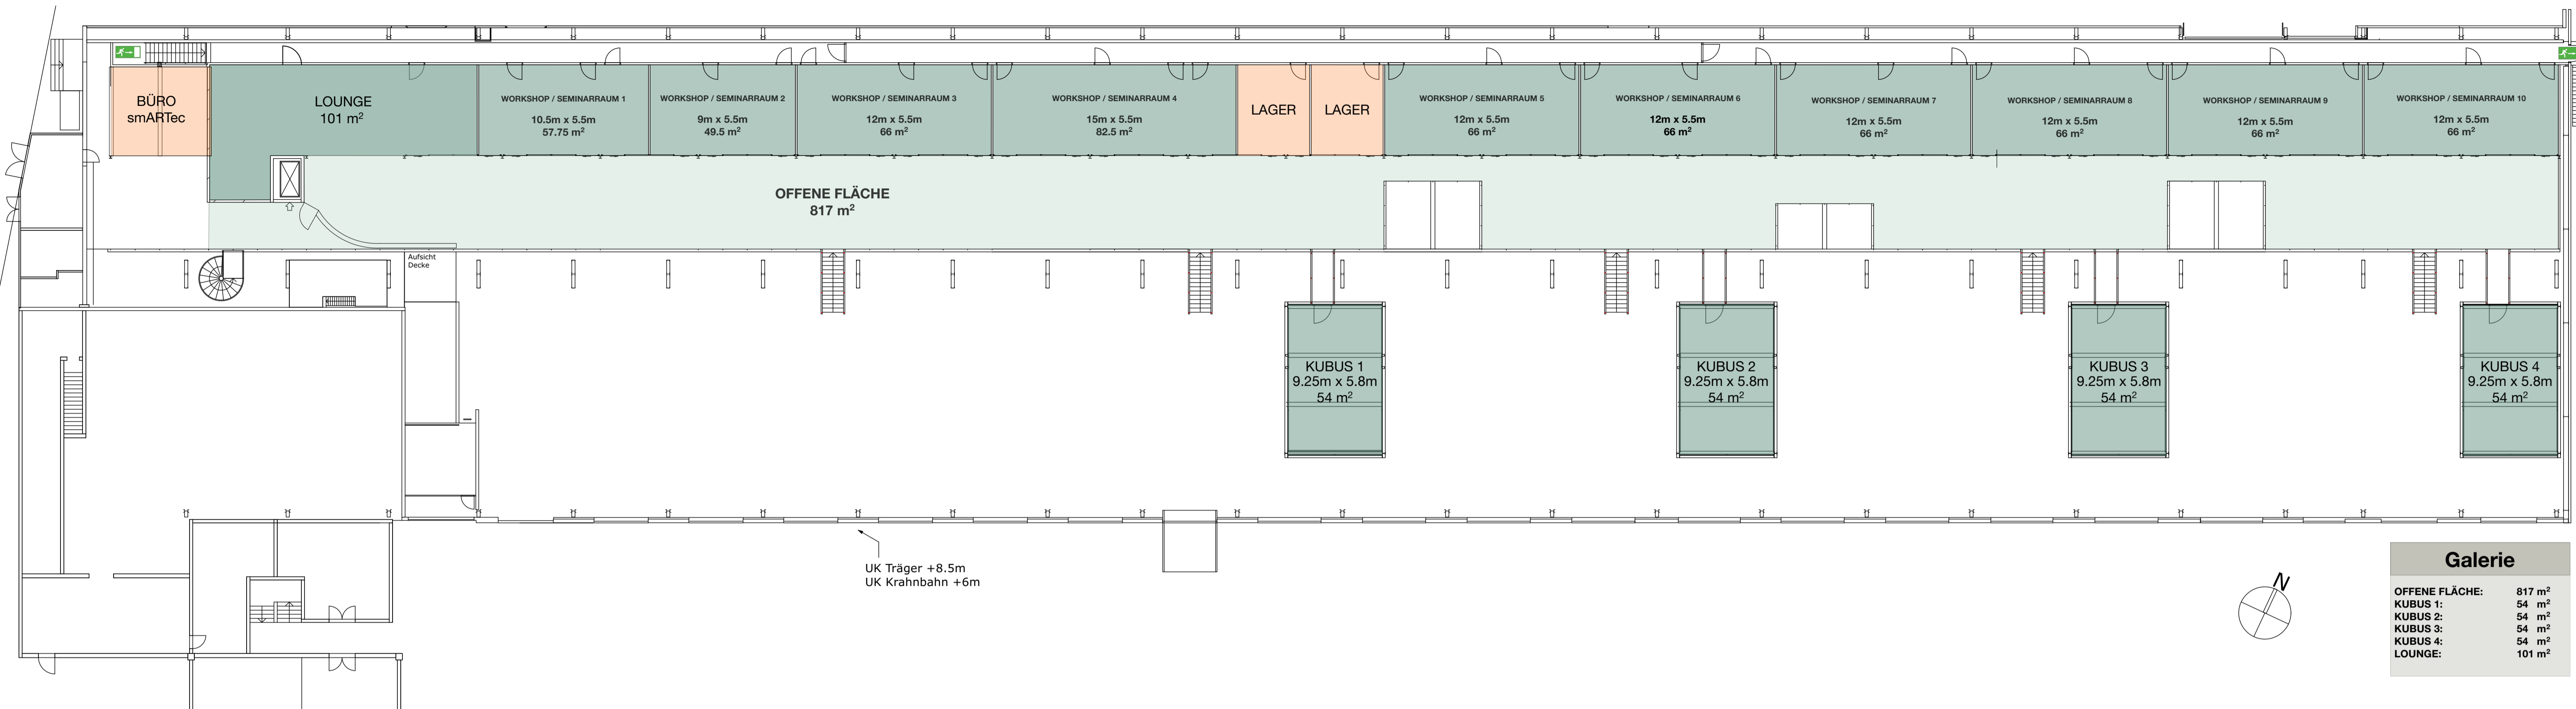 BÜRO
smARTec
LOUNGE
101 m²
WORKSHOP / SEMINARRAUM 1
10.5m x 5.5m
57.75 m²
WORKSHOP / SEMINARRAUM 2
9m x 5.5m
49.5 m²
WORKSHOP / SEMINARRAUM 3
12m x 5.5m
66 m²
WORKSHOP / SEMINARRAUM 4
15m x 5.5m
82.5 m²
LAGER
LAGER
WORKSHOP / SEMINARRAUM 5
12m x 5.5m
66 m²
WORKSHOP / SEMINARRAUM 6
12m x 5.5m
66 m²
WORKSHOP / SEMINARRAUM 7
12m x 5.5m
66 m²
WORKSHOP / SEMINARRAUM 8
12m x 5.5m
66 m²
WORKSHOP / SEMINARRAUM 9
12m x 5.5m
66 m²
WORKSHOP / SEMINARRAUM 10
12m x 5.5m
66 m²
OFFENE FLÄCHE
817 m²
Aufsicht
Decke
KUBUS 1
9.25m x 5.8m
54 m²
KUBUS 2
9.25m x 5.8m
54 m²
KUBUS 3
9.25m x 5.8m
54 m²
KUBUS 4
9.25m x 5.8m
54 m²
UK Träger +8.5m
UK Krahnbahn +6m
N
Galerie
OFFENE FLÄCHE: 817 m²
KUBUS 1: 54 m²
KUBUS 2: 54 m²
KUBUS 3: 54 m²
KUBUS 4: 54 m²
LOUNGE: 101 m²